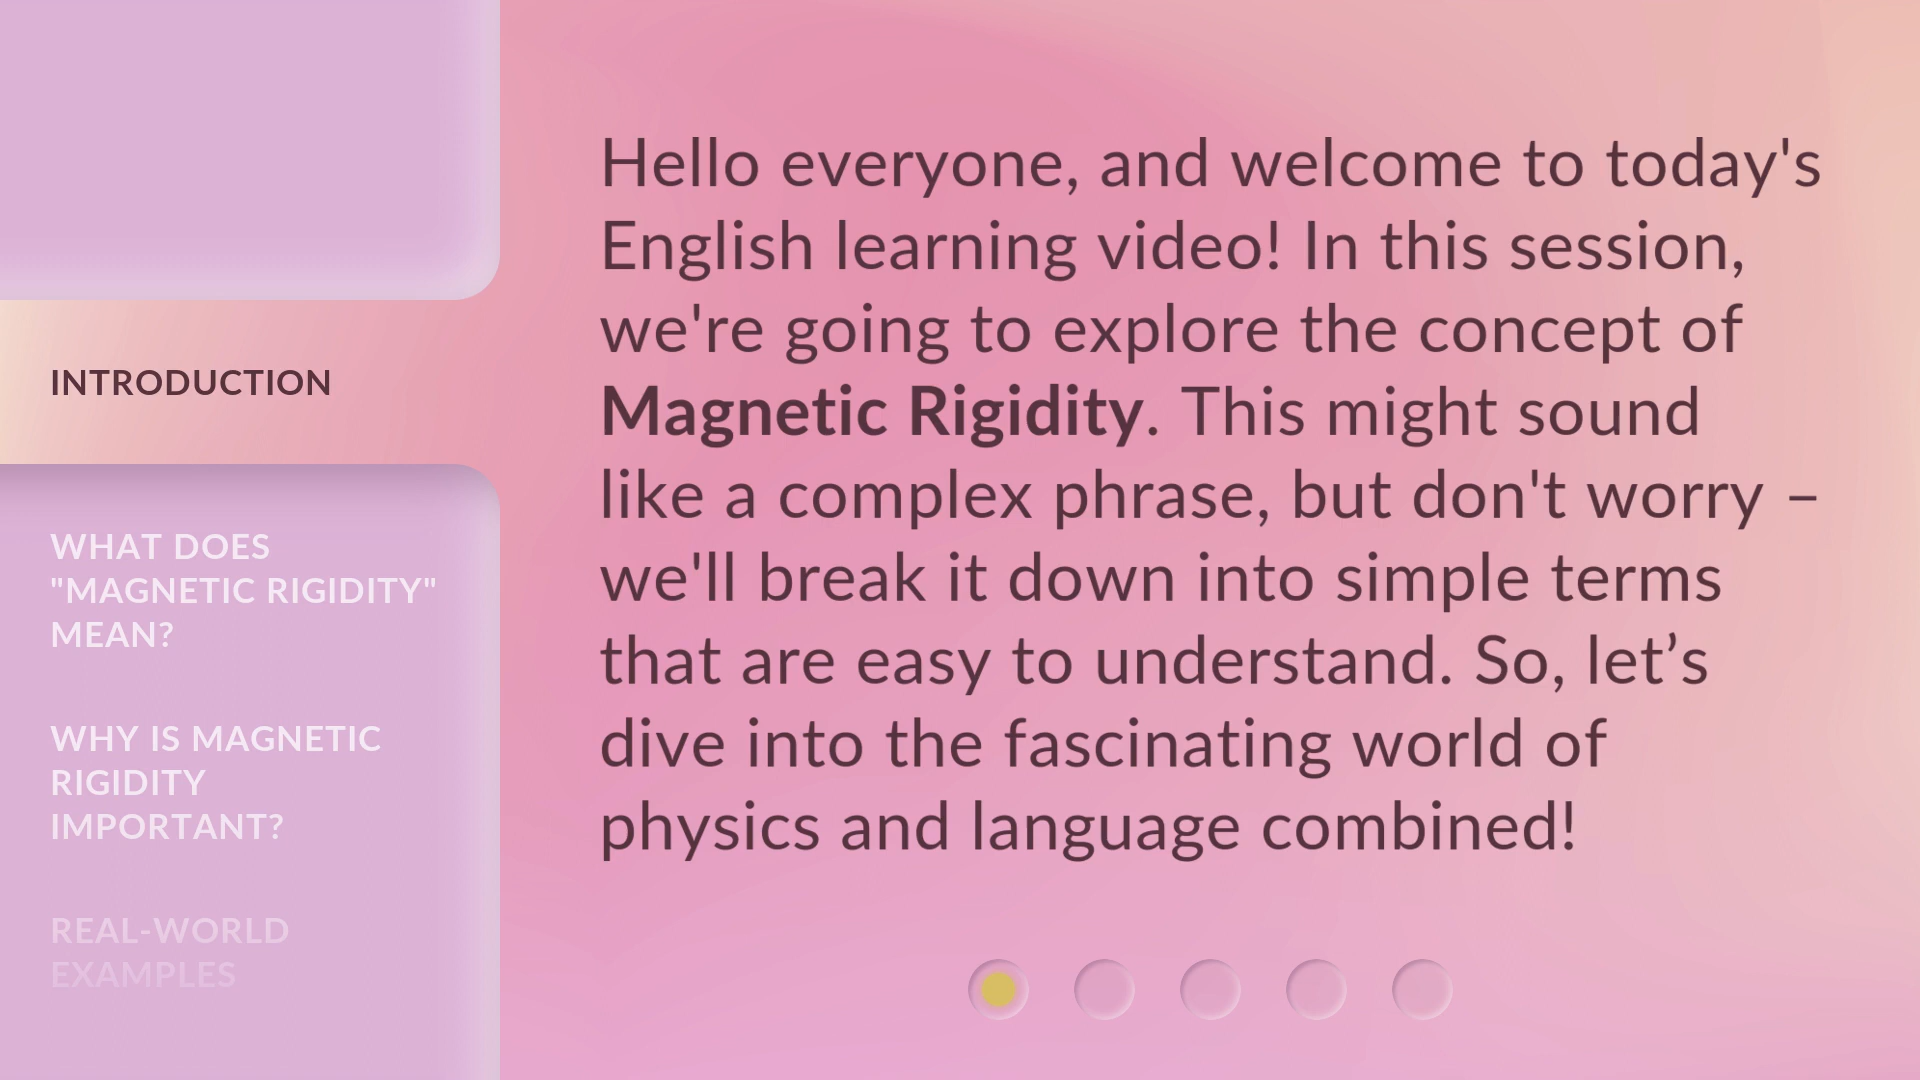 INTRODUCTION
WHAT DOES
"MAGNETIC RIGIDITY"
MEAN?
WHY IS MAGNETIC
RIGIDITY
IMPORTANT?
REAL-WORLD
EXAMPLES
Hello everyone, and welcome to today's
English learning video! In this session,
we're going to explore the concept of
Magnetic Rigidity. This might sound
like a complex phrase, but don't worry –
we'll break it down into simple terms
that are easy to understand. So, let’s
dive into the fascinating world of
physics and language combined!